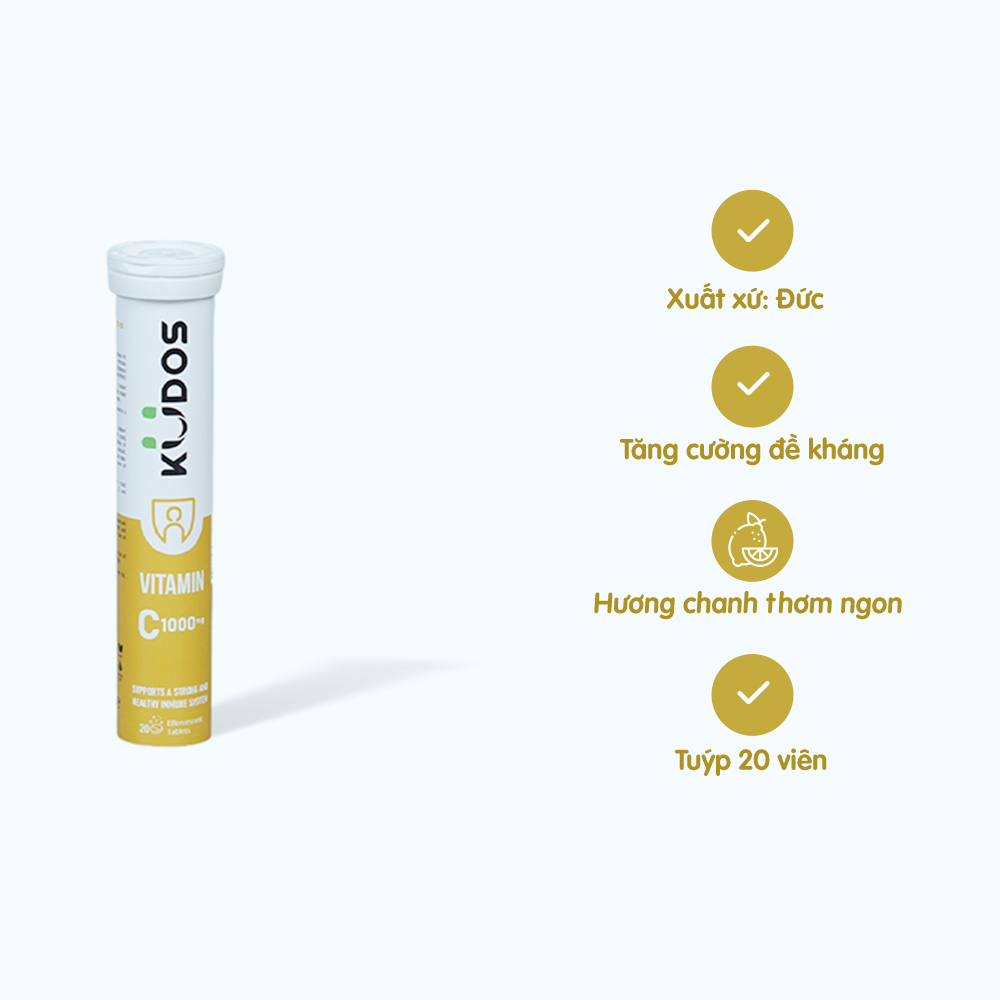 KUDOS
VITAMIN
C1000mg
SUPPORTS A STRONG AND
HEALTHY IMMUNE SYSTEM
20 Effervescent
Tablets
Xuất xứ: Đức
Tăng cường đề kháng
Hương chanh thơm ngon
Tuýp 20 viên